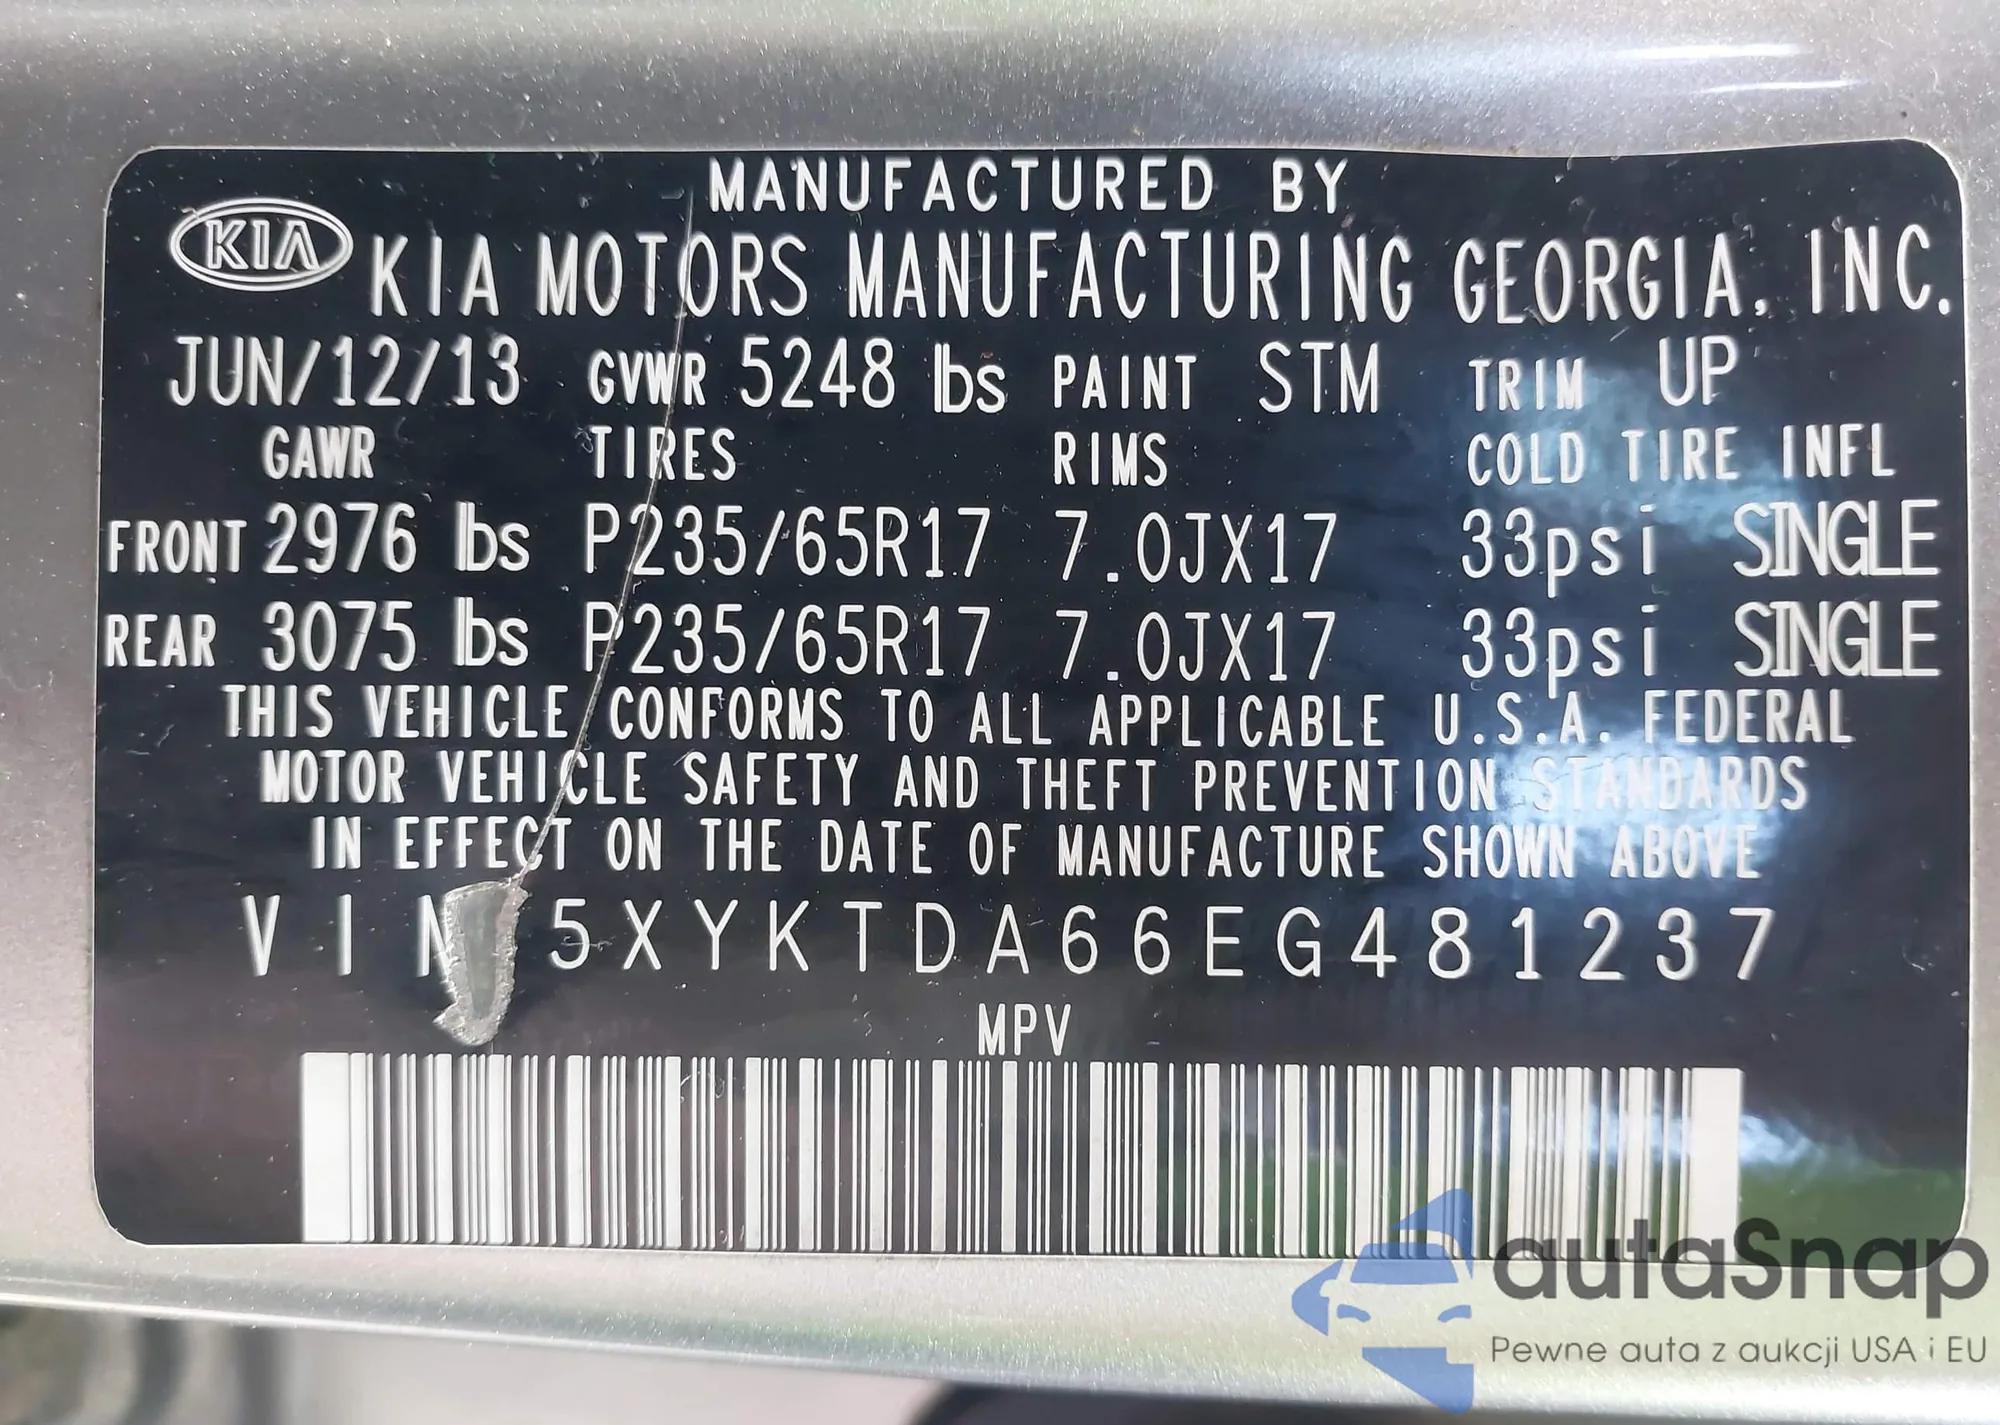 MANUFACTURED BY
KIA KIA MOTORS MANUFACTURING GEORGIA, INC.
JUN/12/13 GVWR 5248 lbs PAINT STM TRIM UP
GAWR TIRES RIMS COLD TIRE INFL
FRONT 2976 lbs P235/65R17 7.0JX17 33psi SINGLE
REAR 3075 lbs P235/65R17 7.0JX17 33psi SINGLE
THIS VEHICLE CONFORMS TO ALL APPLICABLE U.S.A. FEDERAL
MOTOR VEHICLE SAFETY AND THEFT PREVENTION STANDARDS
IN EFFECT ON THE DATE OF MANUFACTURE SHOWN ABOVE
VIN 5XYKTDA66EG481237
MPV
autaSnap
Pewne auta z aukcji USA i EU